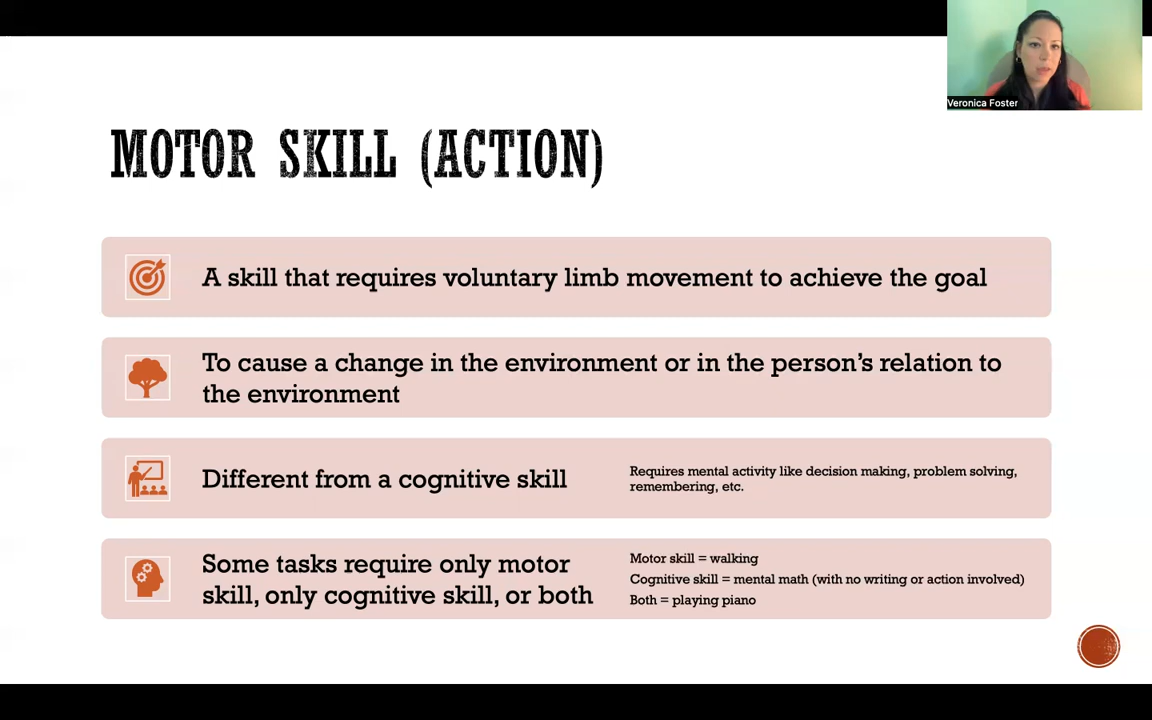 Veronica Foster
MOTOR SKILL (ACTION)
A skill that requires voluntary limb movement to achieve the goal
To cause a change in the environment or in the person’s relation to
the environment
Different from a cognitive skill
Requires mental activity like decision making, problem solving,
remembering, etc.
Some tasks require only motor
skill, only cognitive skill, or both
Motor skill = walking
Cognitive skill = mental math (with no writing or action involved)
Both = playing piano